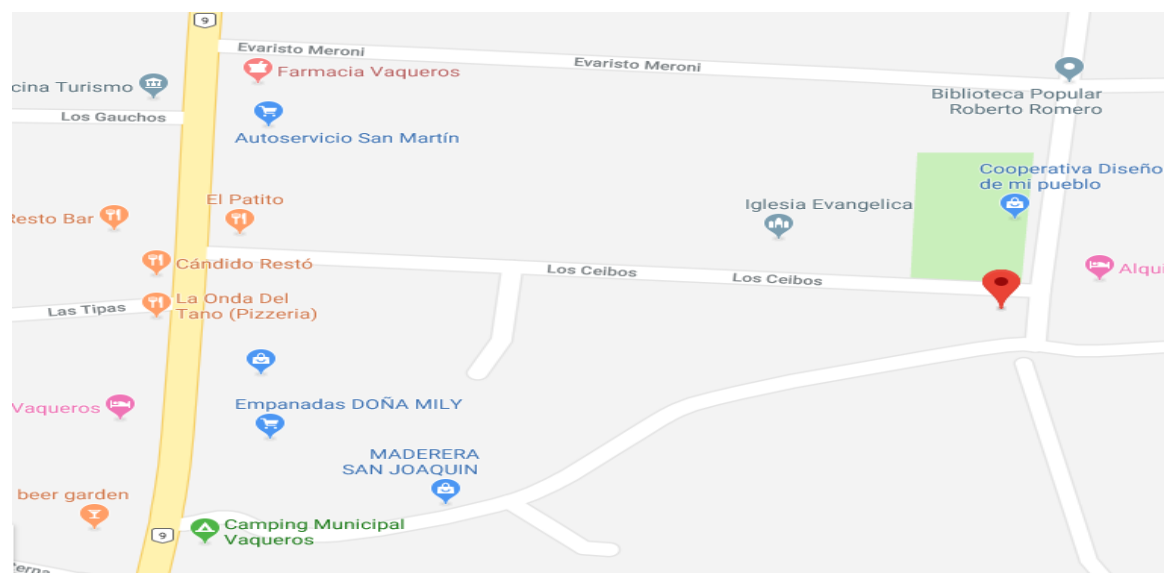 9
Evaristo Meroni
Evaristo Meroni
Farmacia Vaqueros
cina Turismo
Biblioteca Popular
Roberto Romero
Los Gauchos
Autoservicio San Martín
Cooperativa Diseño
de mi pueblo
El Patito
Iglesia Evangelica
Resto Bar
Cándido Restó
Los Ceibos
Los Ceibos
Alqui
La Onda Del
Tano (Pizzeria)
Las Tipas
Empanadas DOÑA MILY
Vaqueros
MADERERA
SAN JOAQUIN
beer garden
Camping Municipal
Vaqueros
9
erna